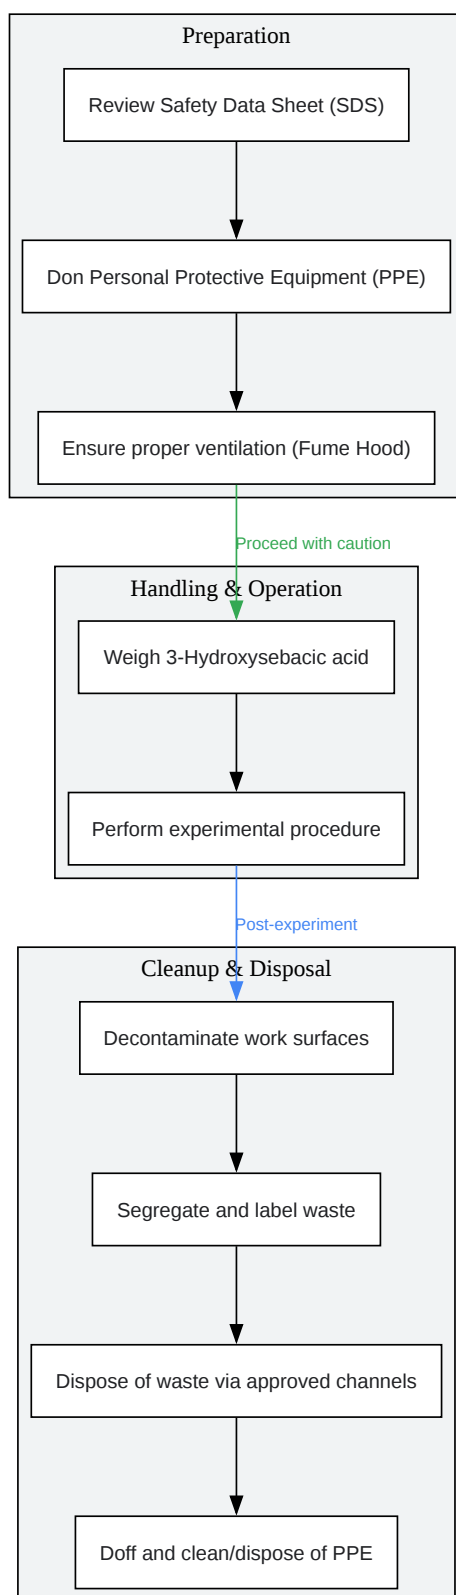 Preparation
Review Safety Data Sheet (SDS)
Don Personal Protective Equipment (PPE)
Ensure proper ventilation (Fume Hood)
Proceed with caution
Handling & Operation
Weigh 3-Hydroxysebacic acid
Perform experimental procedure
Post-experiment
Cleanup & Disposal
Decontaminate work surfaces
Segregate and label waste
Dispose of waste via approved channels
Doff and clean/dispose of PPE